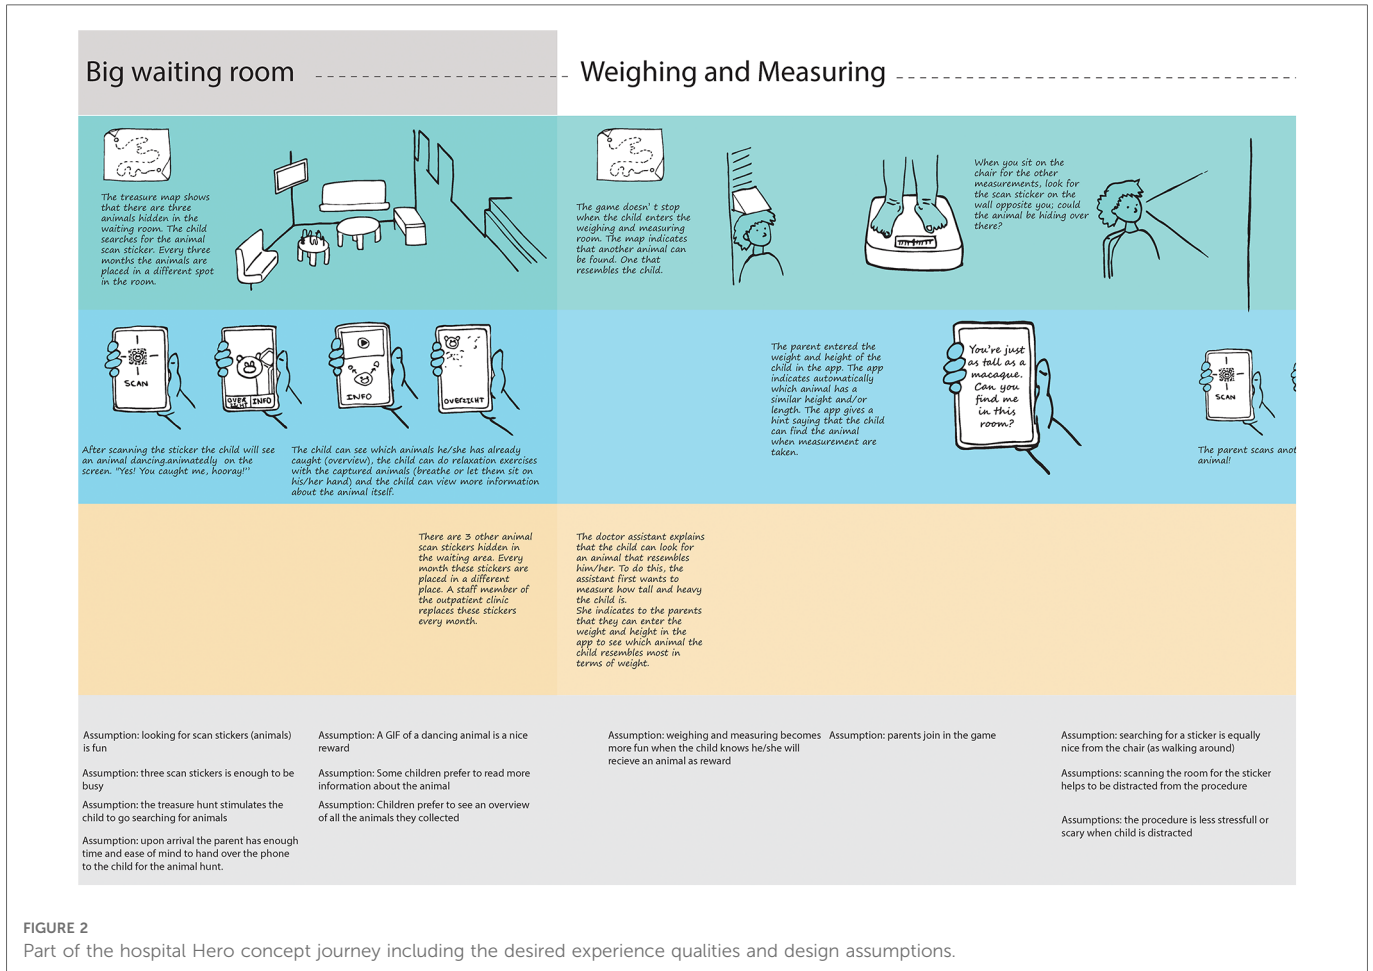 Big waiting room
Weighing and Measuring
The treasure map shows
that there are three
animals hidden in the
waiting room. The child
searches for the animal
scan sticker. Every three
months the animals are
placed in a different spot
in the room.
The game doesn' t stop
when the child enters the
weighing and measuring
room. The map indicates
that another animal can
be found. One that
resembles the child.
When you sit on the
chair for the other
measurements, look for
the scan sticker on the
wall opposite you; could
the animal be hiding over
there?
SCAN
OVER
ZICHT
INFO
INFO
OVERZICHT
After scanning the sticker the child will see
an animal dancing.animatedly on the
screen. "Yes! You caught me, hooray!"
The child can see which animals he/she has already
caught (overview), the child can do relaxation exercises
with the captured animals (breathe or let them sit on
his/her hand) and the child can view more information
about the animal itself.
The parent entered the
weight and height of the
child in the app. The app
indicates automatically
which animal has a
similar height and/or
length. The app gives a
hint saying that the child
can find the animal
when measurement are
taken.
You're just
as tall as a
macaque.
Can you
find me
in this
room?
SCAN
The parent scans anot
animal!
There are 3 other animal
scan stickers hidden in
the waiting area. Every
month these stickers are
placed in a different
place. A staff member of
the outpatient clinic
replaces these stickers
every month.
The doctor assistant explains
that the child can look for
an animal that resembles
him/her. To do this, the
assistant first wants to
measure how tall and heavy
the child is.
She indicates to the parents
that they can enter the
weight and height in the
app to see which animal the
child resembles most in
terms of weight.
Assumption: looking for scan stickers (animals)
is fun
Assumption: three scan stickers is enough to be
busy
Assumption: the treasure hunt stimulates the
child to go searching for animals
Assumption: upon arrival the parent has enough
time and ease of mind to hand over the phone
to the child for the animal hunt.
Assumption: A GIF of a dancing animal is a nice
reward
Assumption: Some children prefer to read more
information about the animal
Assumption: Children prefer to see an overview
of all the animals they collected
Assumption: weighing and measuring becomes
more fun when the child knows he/she will
recieve an animal as reward
Assumption: parents join in the game
Assumption: searching for a sticker is equally
nice from the chair (as walking around)
Assumptions: scanning the room for the sticker
helps to be distracted from the procedure
Assumptions: the procedure is less stressfull or
scary when child is distracted
FIGURE 2
Part of the hospital Hero concept journey including the desired experience qualities and design assumptions.